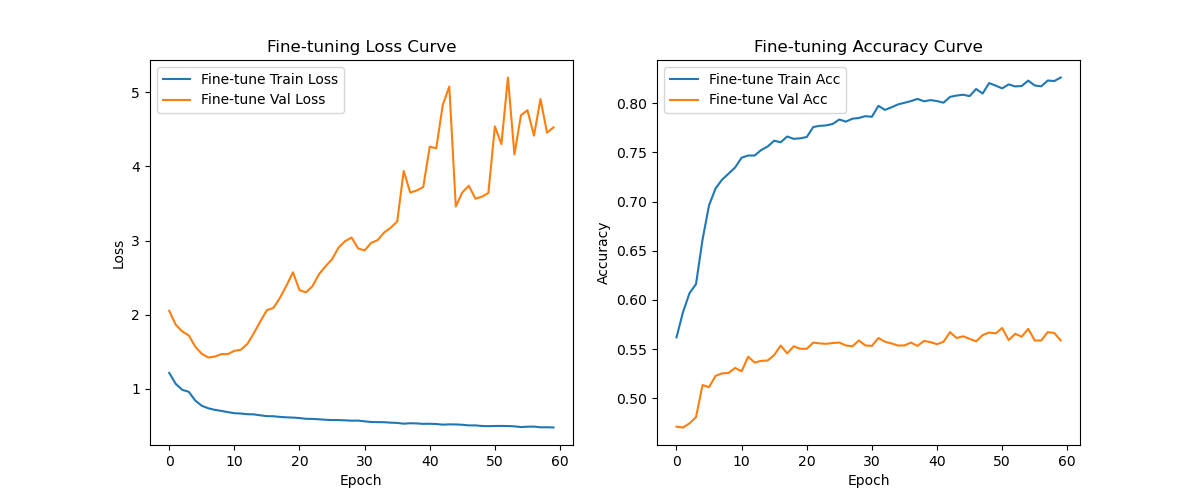 Fine-tuning Loss Curve
Fine-tune Train Loss
Fine-tune Val Loss
5
4
3
2
1
Loss
0 10 20 30 40 50 60
Epoch
Fine-tuning Accuracy Curve
Fine-tune Train Acc
Fine-tune Val Acc
0.80
0.75
0.70
0.65
0.60
0.55
0.50
Accuracy
0 10 20 30 40 50 60
Epoch